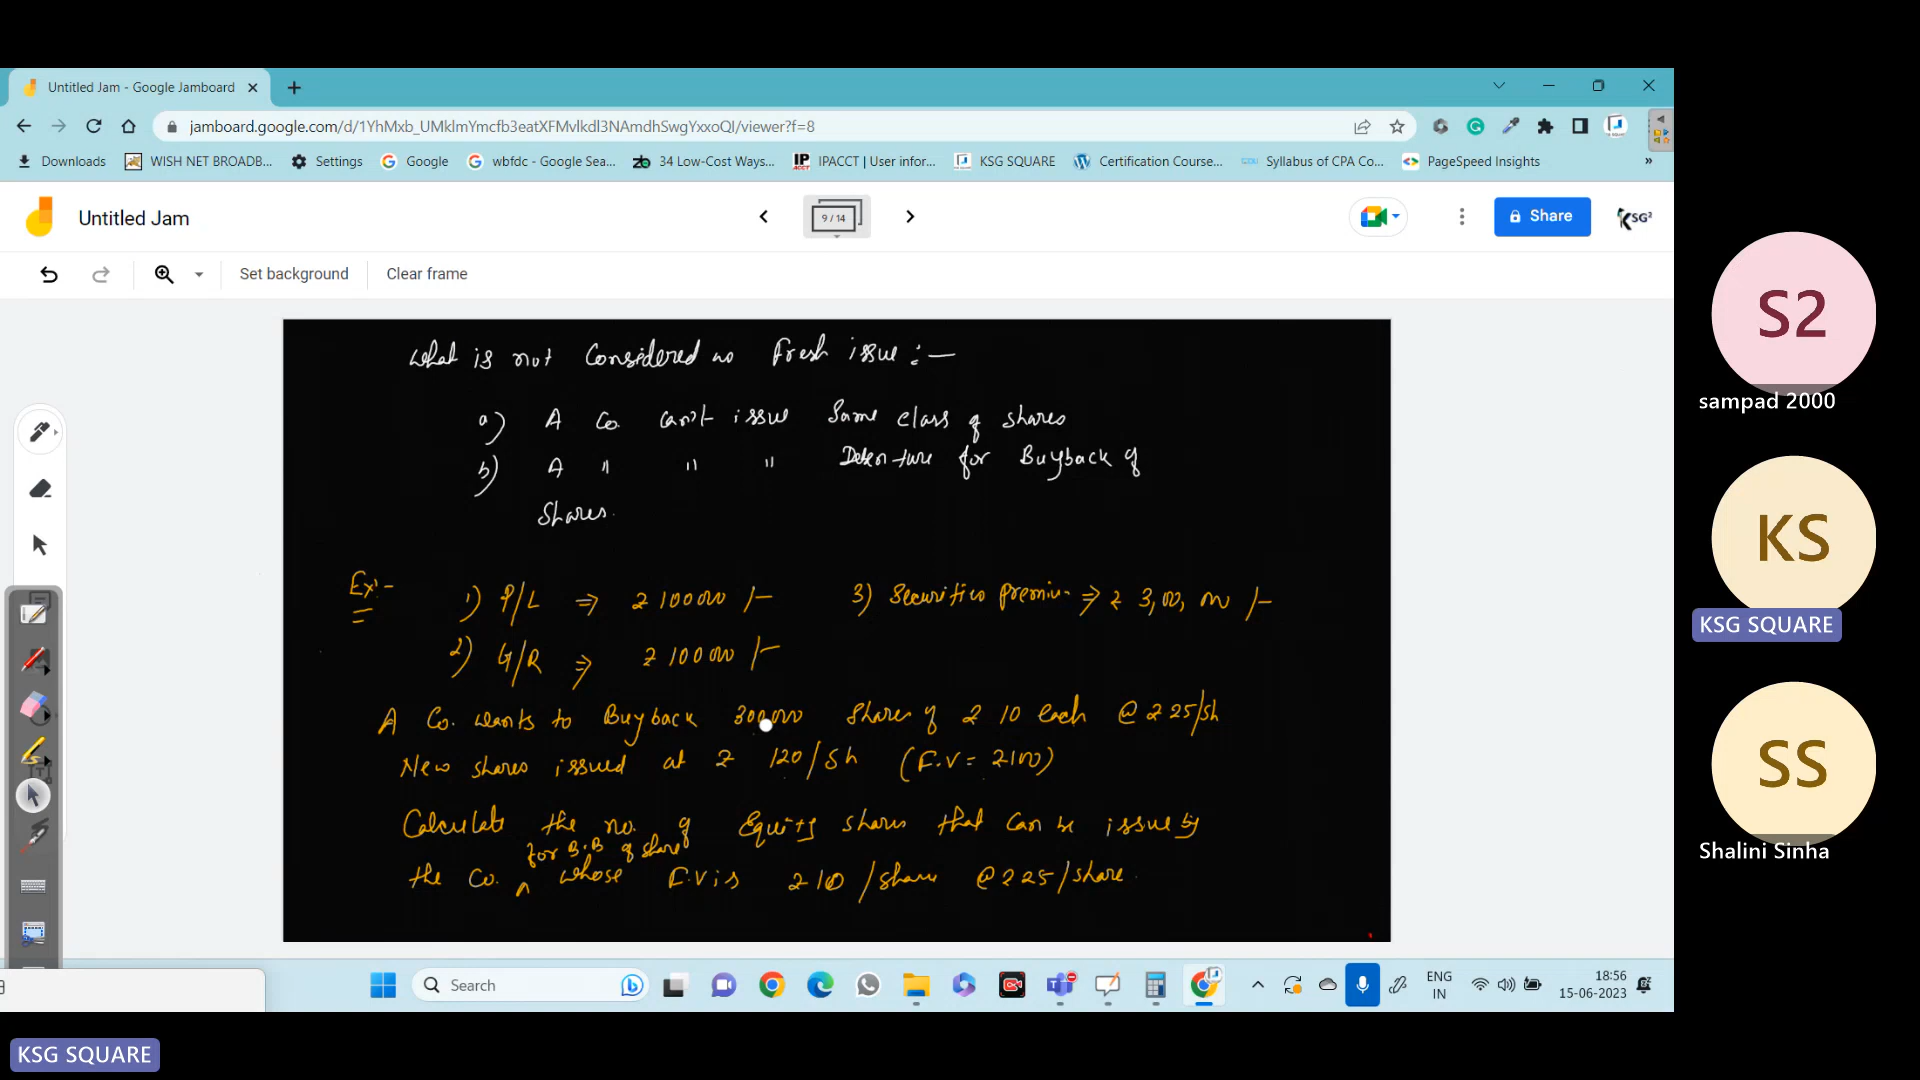 Untitled Jam - Google Jamboard
jamboard.google.com/d/1YhMxb_UMklmYmcfb3eatXFMvlkdl3NAmdhSwgYxxoQI/viewer?f=8
Downloads WISH NET BROADB... Settings Google wbfdc - Google Sea... 34 Low-Cost Ways... IPACCT | User infor... KSG SQUARE Certification Course... Syllabus of CPA Co... PageSpeed Insights »
Untitled Jam 9 / 14 Share KSG²
Set background Clear frame
What is not Considered as fresh issue :—
a) A Co. can't issue Same class of shares
b) A " " " Debenture for Buyback of
Shares.
Ex:-
1) P/L ⇒ ₹ 100000 /- 3) Securities premium ⇒ ₹ 3,00,000 /-
2) G/R ⇒ ₹ 100000 /-
A Co. wants to Buyback 300000 Shares of ₹ 10 each @ ₹25/Sh
New shares issued at ₹ 120/Sh (F.V = ₹100)
Calculate the no. of Equity shares that can be issue by
for B.B of share
the Co. ^ whose F.V is ₹10 /share @₹25/share.
S2
sampad 2000
KS
KSG SQUARE
SS
Shalini Sinha
Search ENG IN 18:56 15-06-2023
KSG SQUARE